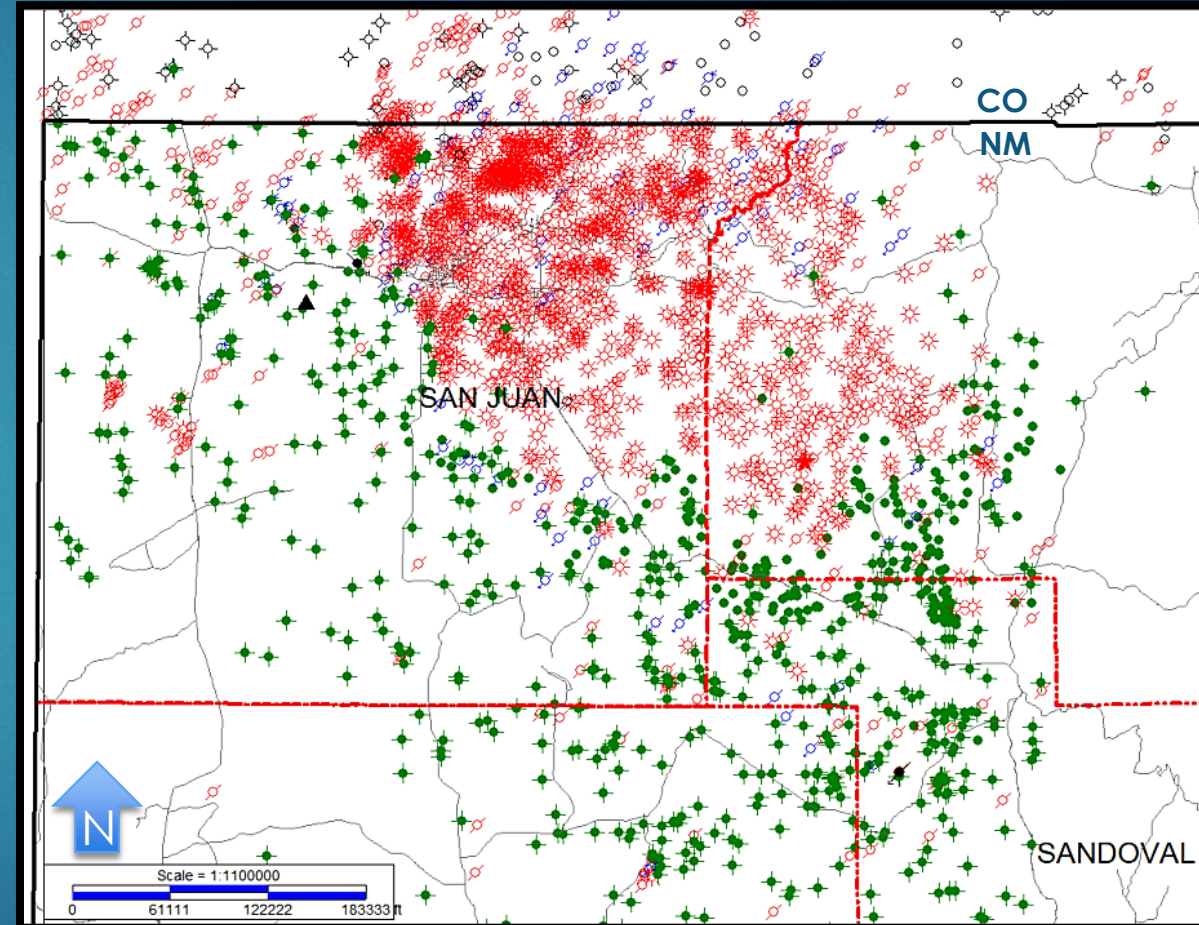 CO
NM
SAN JUAN
N
SANDOVAL
Scale = 1:1100000
0 61111 122222 183333 ft